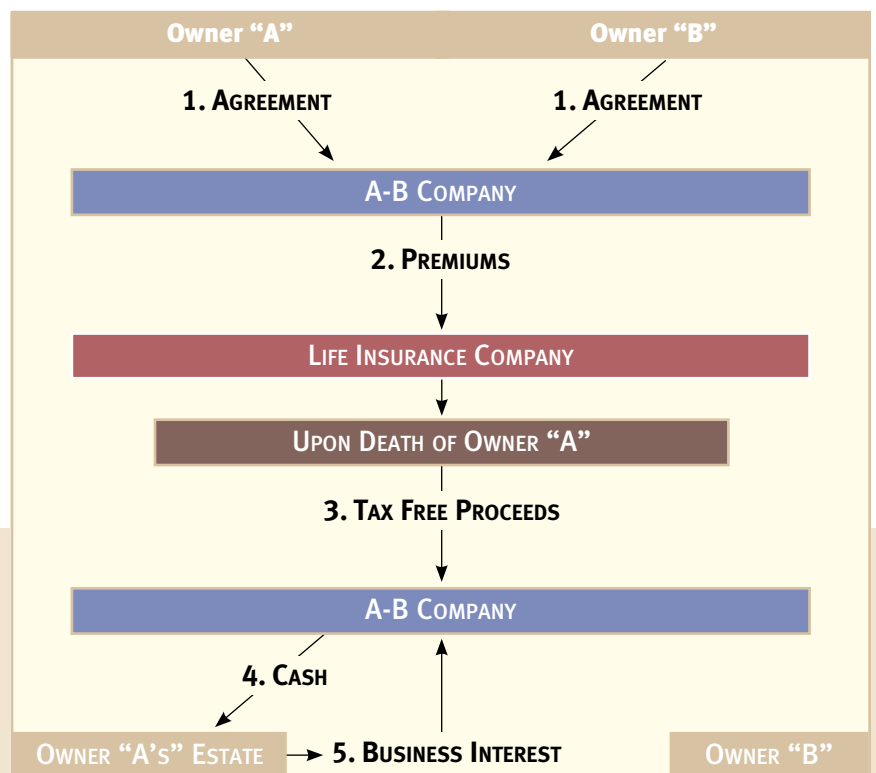 Owner “A”
Owner “B”
1. Agreement
1. Agreement
A-B Company
2. Premiums
Life Insurance Company
Upon Death of Owner “A”
3. Tax Free Proceeds
A-B Company
4. Cash
Owner “A’s” Estate
5. Business Interest
Owner “B”